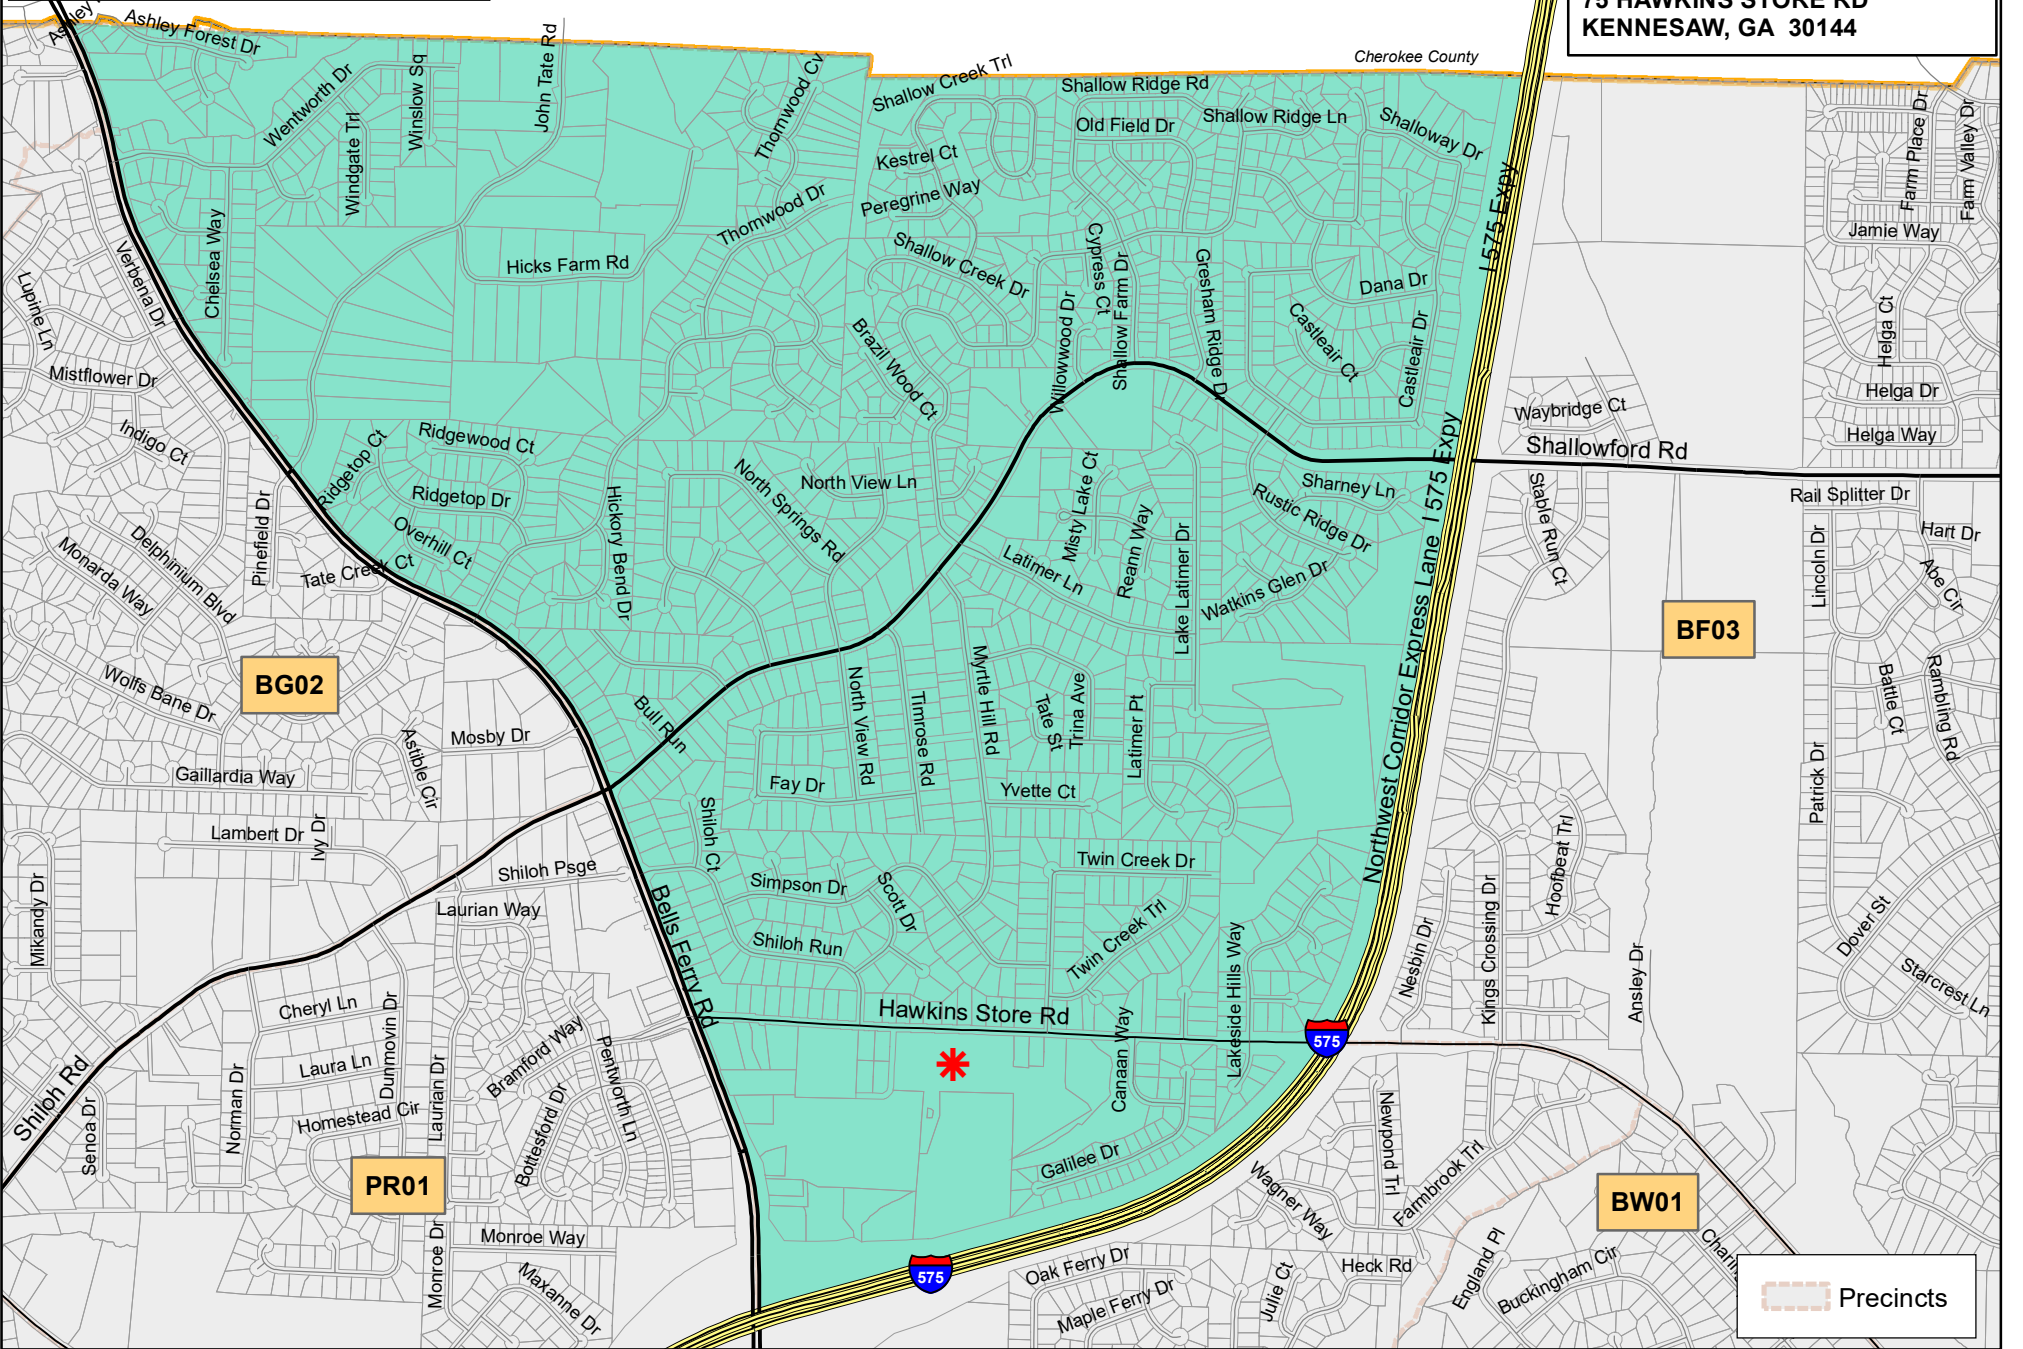 75 HAWKINS STORE RD
KENNESAW, GA  30144
Cherokee County
Ashley Forest Dr
Wentworth Dr
Winslow Sq
Windgate Trl
John Tate Rd
Thornwood Cv
Thornwood Dr
Shallow Creek Trl
Shallow Ridge Rd
Old Field Dr
Shallow Ridge Ln
Shalloway Dr
Kestrel Ct
Peregrine Way
Shallow Creek Dr
Chelsea Way
Verbena Dr
Lupine Ln
Hicks Farm Rd
Cypress Ct
Shallow Farm Dr
Willowwood Dr
Gresham Ridge Dr
Dana Dr
Castleair Ct
Castleair Dr
I 575 Expy
Farm Place Dr
Farm Valley Dr
Jamie Way
Helga Ct
Helga Dr
Helga Way
Brazil Wood Ct
Mistflower Dr
Indigo Ct
Ridgetop Ct
Ridgewood Ct
Ridgetop Dr
Overhill Ct
Tate Creek Ct
Pinefield Dr
Delphinium Blvd
Monarda Way
Hickory Bend Dr
North Springs Rd
North View Ln
Misty Lake Ct
Reann Way
Latimer Ln
Lake Latimer Dr
Sharney Ln
Rustic Ridge Dr
Watkins Glen Dr
Waybridge Ct
Shallowford Rd
Stable Run Ct
Rail Splitter Dr
Hart Dr
Lincoln Dr
Abe Cir
BF03
BG02
Wolfs Bane Dr
Astible Cir
Mosby Dr
Gaillardia Way
Bull Run
North View Rd
Timrose Rd
Myrtle Hill Rd
Tate St
Trina Ave
Latimer Pt
Northwest Corridor Express Lane
I 575 Expy
Battle Ct
Rambling Rd
Patrick Dr
Fay Dr
Yvette Ct
Lambert Dr
Ivy Dr
Shiloh Psge
Shiloh Ct
Simpson Dr
Scott Dr
Twin Creek Dr
Twin Creek Trl
Hoofbeat Trl
Kings Crossing Dr
Nesbin Dr
Dover St
Starcrest Ln
Ansley Dr
Mikandy Dr
Laurian Way
Bells Ferry Rd
Shiloh Run
Lakeside Hills Way
Hawkins Store Rd
Canaan Way
575
Cheryl Ln
Dunmovin Dr
Laura Ln
Laurian Dr
Bramford Way
Pentworth Ln
Bottesford Dr
Homestead Cir
Norman Dr
Senoa Dr
Shiloh Rd
PR01
Galilee Dr
Wagner Way
Newpond Trl
Farmbrook Trl
BW01
Monroe Way
Monroe Dr
Maxanne Dr
575
Oak Ferry Dr
Maple Ferry Dr
Julie Ct
Heck Rd
England Pl
Buckingham Cir
Precincts